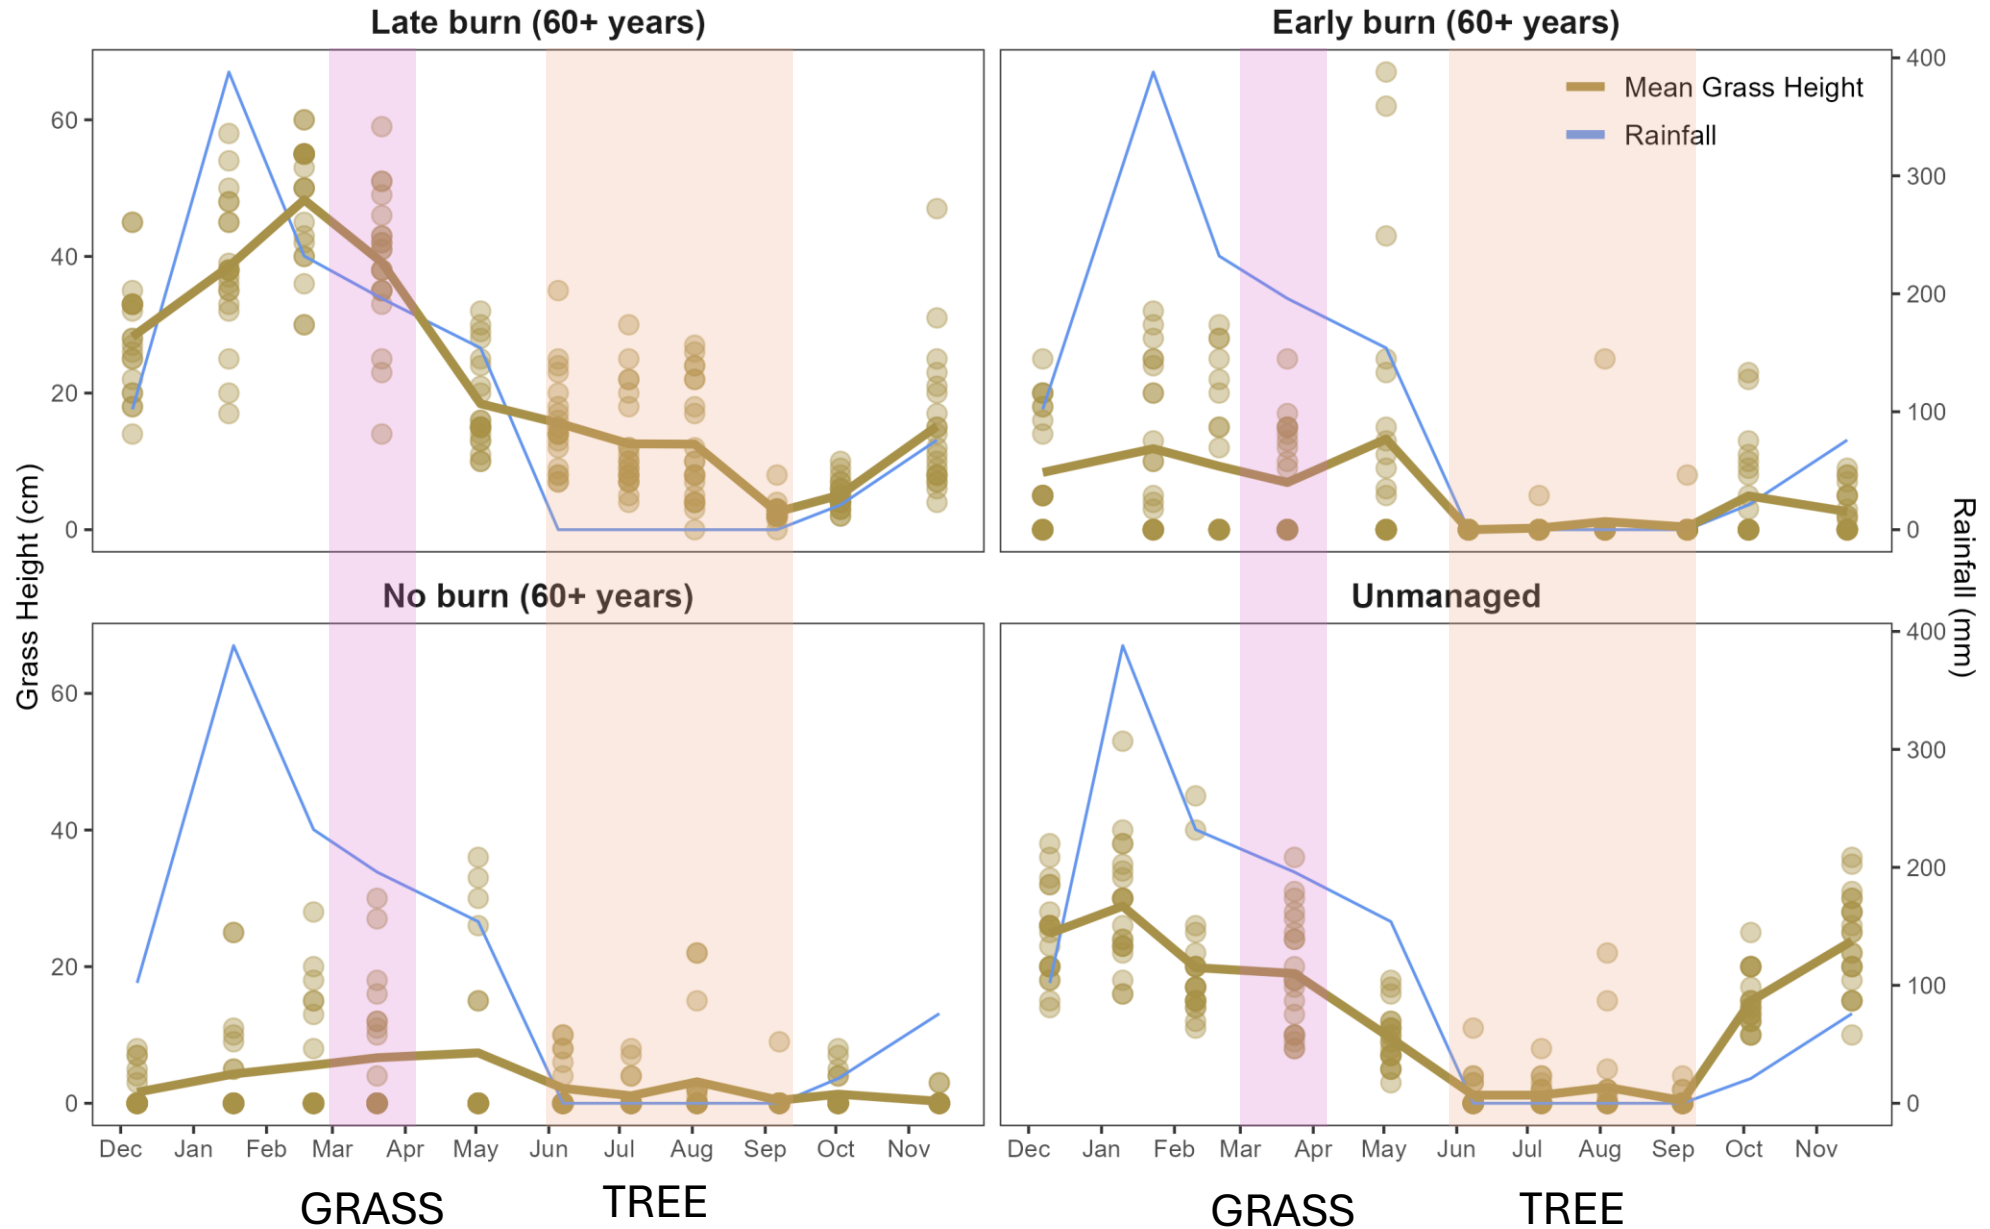 Late burn (60+ years)
Early burn (60+ years)
Mean Grass Height
Rainfall
60
40
20
0
400
300
200
100
0
Grass Height (cm)
Rainfall (mm)
No burn (60+ years)
Unmanaged
60
40
20
0
400
300
200
100
0
Dec Jan Feb Mar Apr May Jun Jul Aug Sep Oct Nov
Dec Jan Feb Mar Apr May Jun Jul Aug Sep Oct Nov
GRASS TREE
GRASS TREE